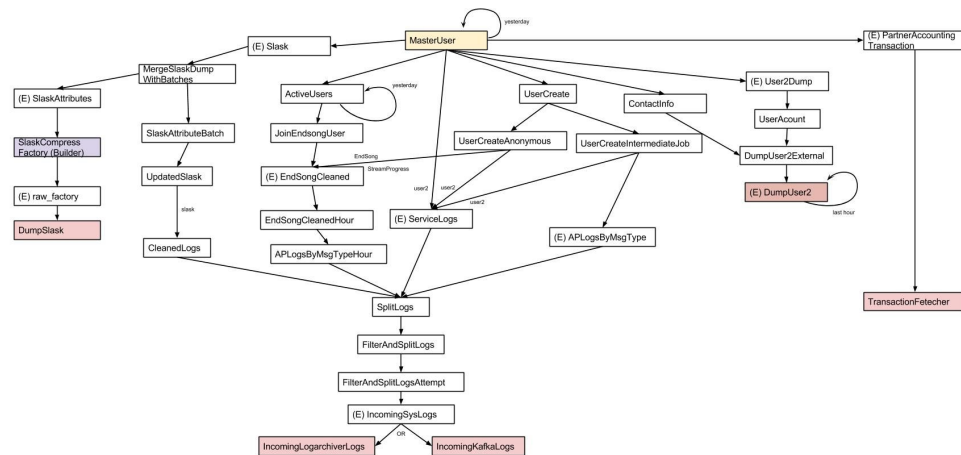 yesterday
MasterUser
(E) Slask
(E) PartnerAccounting
Transaction
MergeSlaskDump
WithBatches
(E) User2Dump
(E) SlaskAttributes
ActiveUsers
yesterday
UserCreate
ContactInfo
UserAcount
SlaskAttributeBatch
JoinEndsongUser
UserCreateAnonymous
UserCreateIntermediateJob
SlaskCompress
Factory (Builder)
DumpUser2External
EndSong
StreamProgress
UpdatedSlask
(E) EndSongCleaned
(E) raw_factory
user2
user2
user2
(E) DumpUser2
last hour
slask
EndSongCleanedHour
(E) ServiceLogs
DumpSlask
(E) APLogsByMsgType
CleanedLogs
APLogsByMsgTypeHour
SplitLogs
TransactionFetecher
FilterAndSplitLogs
FilterAndSplitLogsAttempt
(E) IncomingSysLogs
OR
IncomingLogarchiverLogs
IncomingKafkaLogs